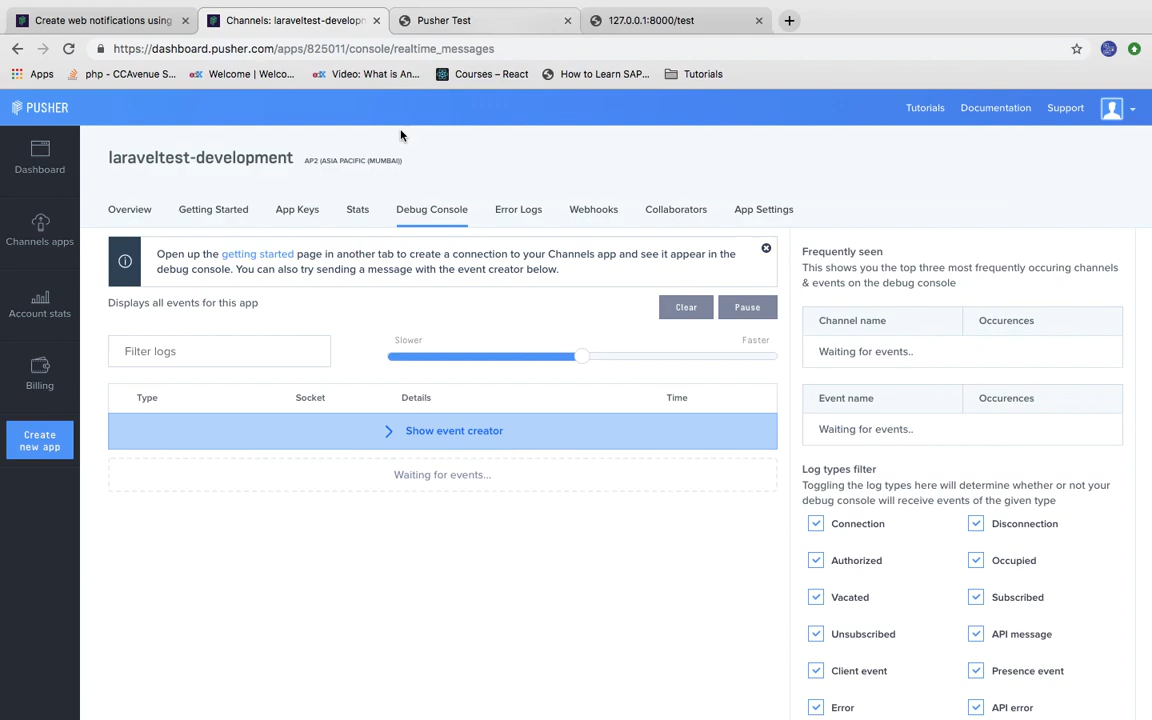 Create web notifications using
Channels: laraveltest-developm
Pusher Test
127.0.0.1:8000/test
https://dashboard.pusher.com/apps/825011/console/realtime_messages
Apps
php - CCAvenue S...
Welcome | Welco...
Video: What is An...
Courses – React
How to Learn SAP...
Tutorials
PUSHER
Tutorials
Documentation
Support
Dashboard
Channels apps
Account stats
Billing
Create
new app
laraveltest-development
AP2 (ASIA PACIFIC (MUMBAI))
Overview
Getting Started
App Keys
Stats
Debug Console
Error Logs
Webhooks
Collaborators
App Settings
Open up the getting started page in another tab to create a connection to your Channels app and see it appear in the
debug console. You can also try sending a message with the event creator below.
Displays all events for this app
Clear
Pause
Filter logs
Slower
Faster
Type
Socket
Details
Time
Show event creator
Waiting for events...
Frequently seen
This shows you the top three most frequently occuring channels
& events on the debug console
Channel name
Occurences
Waiting for events..
Event name
Occurences
Waiting for events..
Log types filter
Toggling the log types here will determine whether or not your
debug console will receive events of the given type
Connection
Disconnection
Authorized
Occupied
Vacated
Subscribed
Unsubscribed
API message
Client event
Presence event
Error
API error